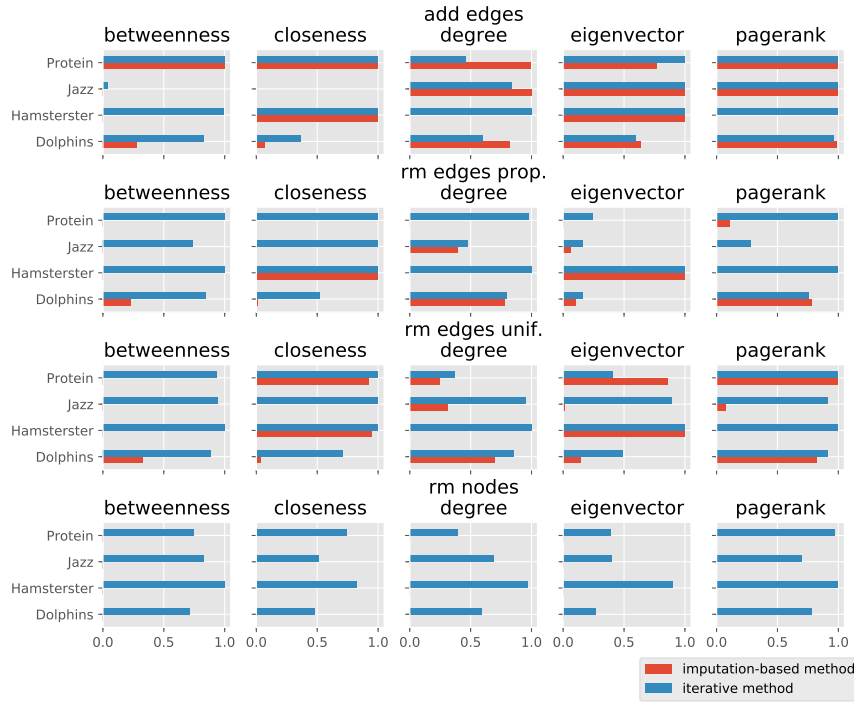 add edges
betweenness closeness degree eigenvector pagerank
Protein
Jazz
Hamsterster
Dolphins
rm edges prop.
betweenness closeness degree eigenvector pagerank
Protein
Jazz
Hamsterster
Dolphins
rm edges unif.
betweenness closeness degree eigenvector pagerank
Protein
Jazz
Hamsterster
Dolphins
rm nodes
betweenness closeness degree eigenvector pagerank
Protein
Jazz
Hamsterster
Dolphins
0.0 0.5 1.0 0.0 0.5 1.0 0.0 0.5 1.0 0.0 0.5 1.0 0.0 0.5 1.0
imputation-based method
iterative method